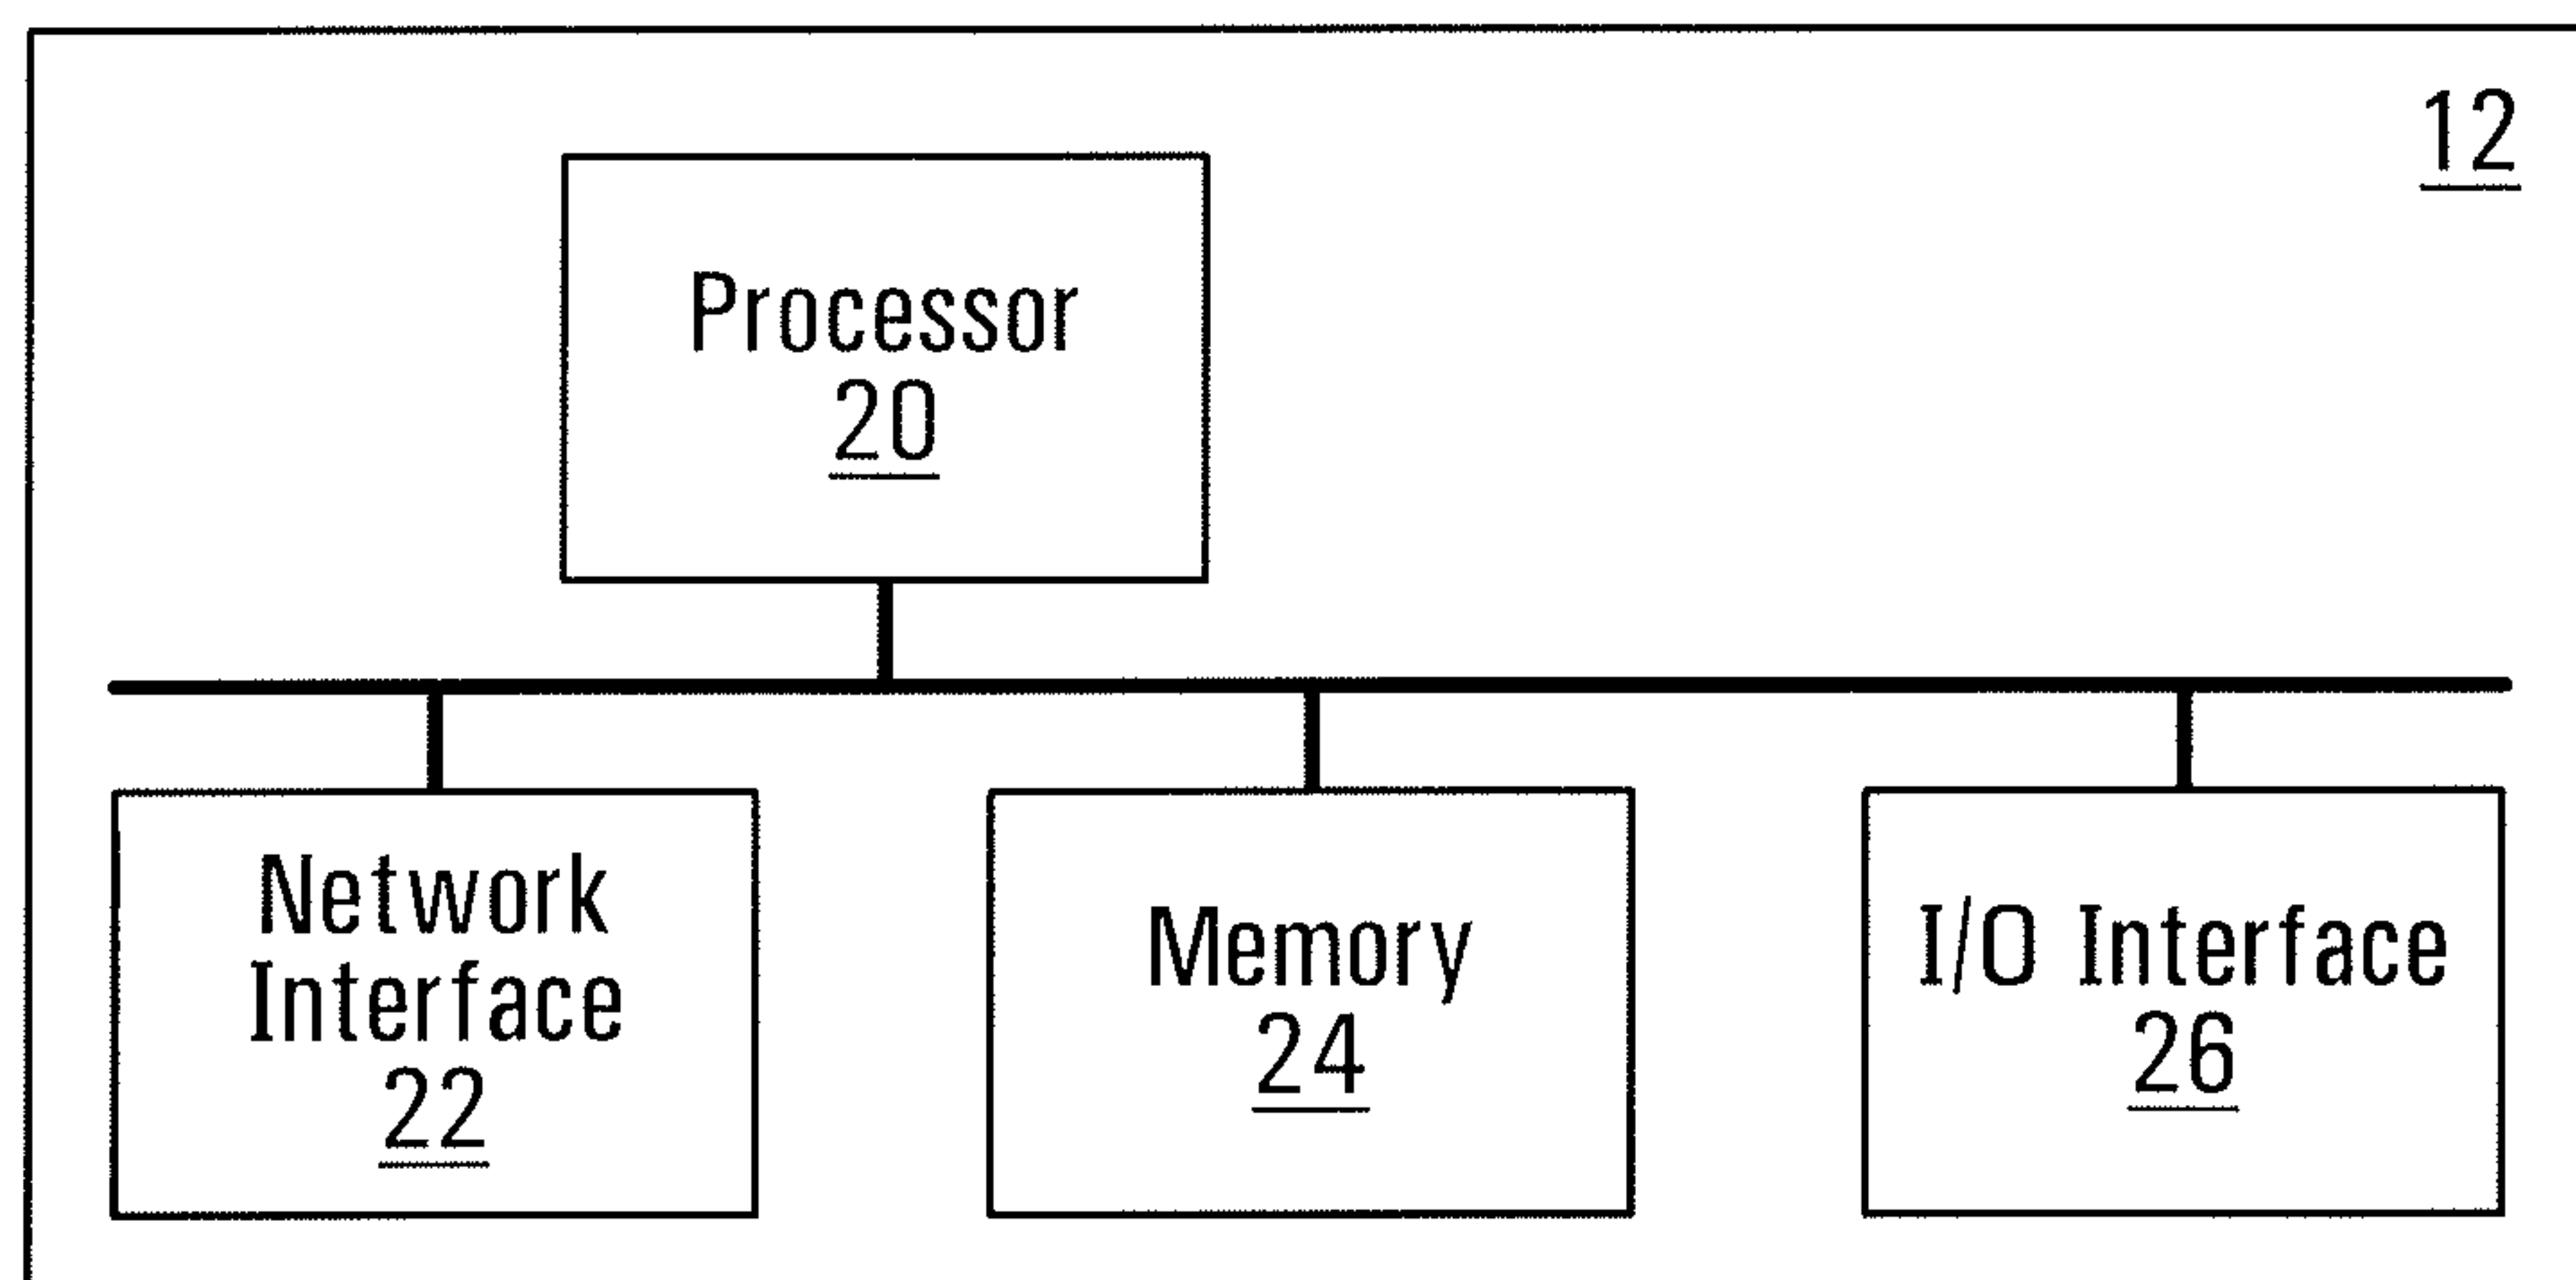 12
Processor
20
Network
Interface
22
Memory
24
I/O Interface
26